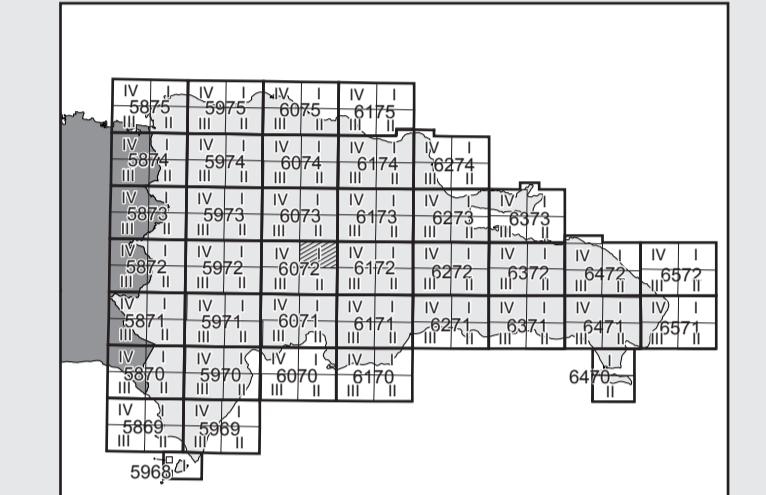 IV I IV I IV I IV I
5875 5975 6075 6175
III II III II III II III II
IV I IV I IV I IV I IV I
5874 5974 6074 6174 6274
III II III II III II III II III II
IV I IV I IV I IV I IV I IV I
5873 5973 6073 6173 6273 6373
III II III II III II III II III II III II
IV I IV I IV I IV I IV I IV I IV I IV I
5872 5972 6072 6172 6272 6372 6472 6572
III II III II III II III II III II III II III II III II
IV I IV I IV I IV I IV I IV I IV I IV I
5871 5971 6071 6171 6271 6371 6471 6571
III II III II III II III II III II III II III II III II
IV I IV I IV I IV I I
5870 5970 6070 6170 6470
III II III II III II III II II
IV I IV I
5869 5969
III II III II
5968 I